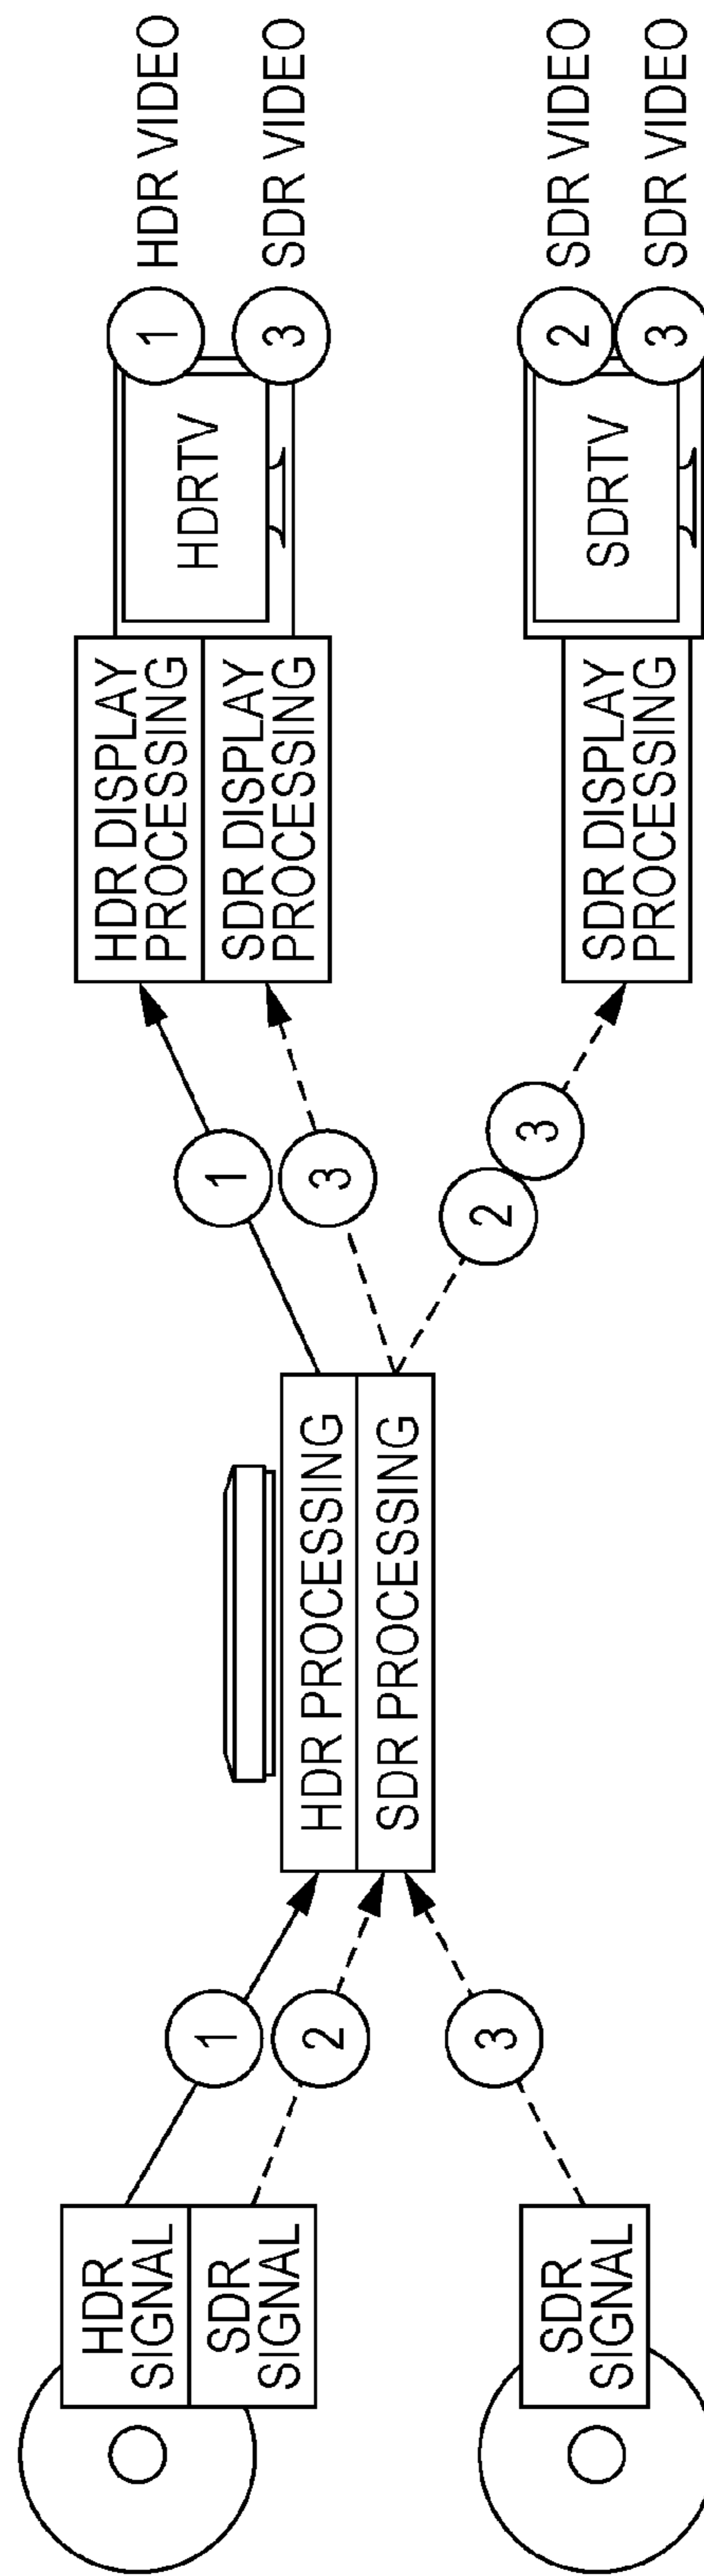 HDR
SIGNAL
SDR
SIGNAL
1
2
SDR
SIGNAL
3
HDR PROCESSING
SDR PROCESSING
1
3
2
3
HDR DISPLAY
PROCESSING
SDR DISPLAY
PROCESSING
HDRTV
1
HDR VIDEO
3
SDR VIDEO
SDR DISPLAY
PROCESSING
SDRTV
2
SDR VIDEO
3
SDR VIDEO